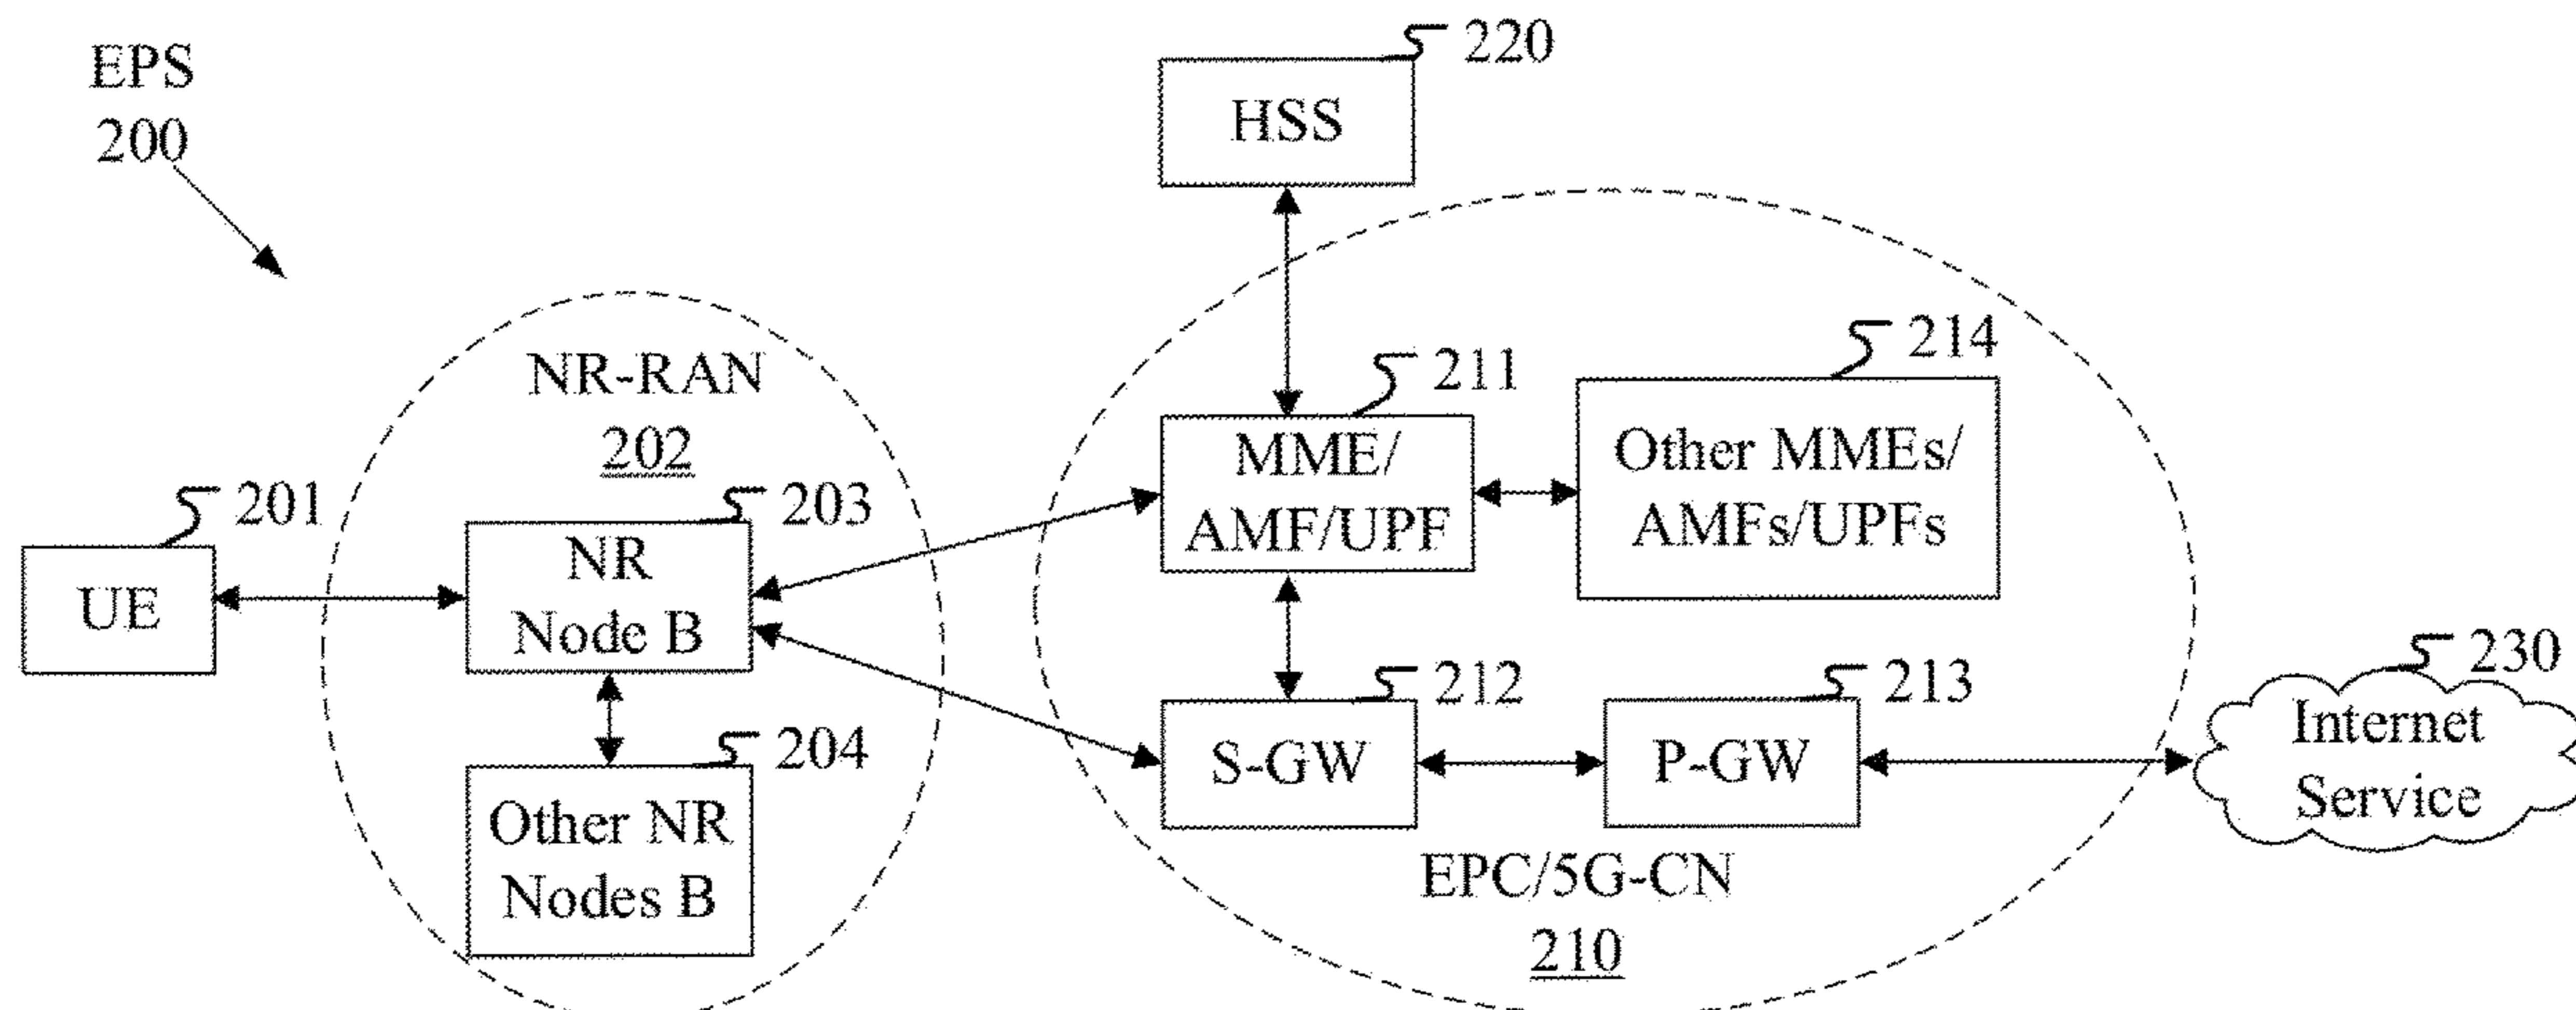 EPS
200
220
HSS
NR-RAN
202
211
MME/
AMF/UPF
214
Other MMEs/
AMFs/UPFs
201
UE
203
NR
Node B
204
Other NR
Nodes B
212
S-GW
213
P-GW
230
Internet
Service
EPC/5G-CN
210